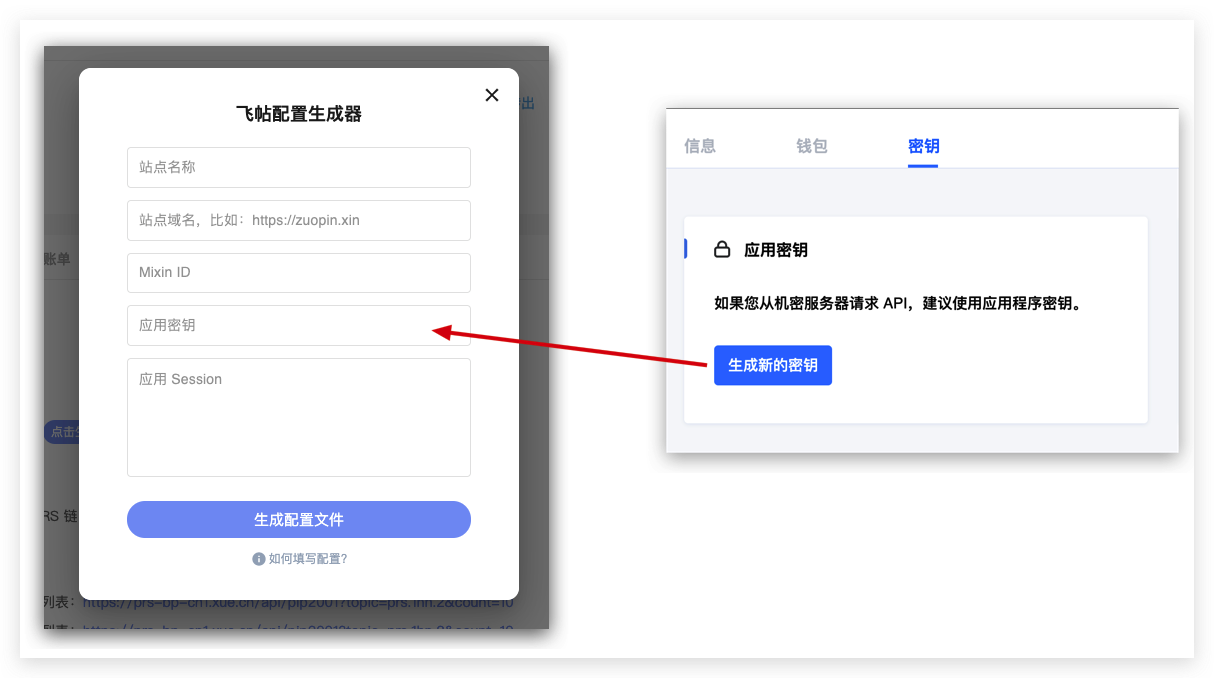 出
飞帖配置生成器
站点名称
站点域名，比如：https://zuopin.xin
Mixin ID
账单
应用密钥
应用 Session
点击
RS 链
生成配置文件
如何填写配置?
列表：https://prs-bp-cn1.xue.cn/api/pip2001?topic=prs.1hn.2&count=10
信息
钱包
密钥
应用密钥
如果您从机密服务器请求 API，建议使用应用程序密钥。
生成新的密钥